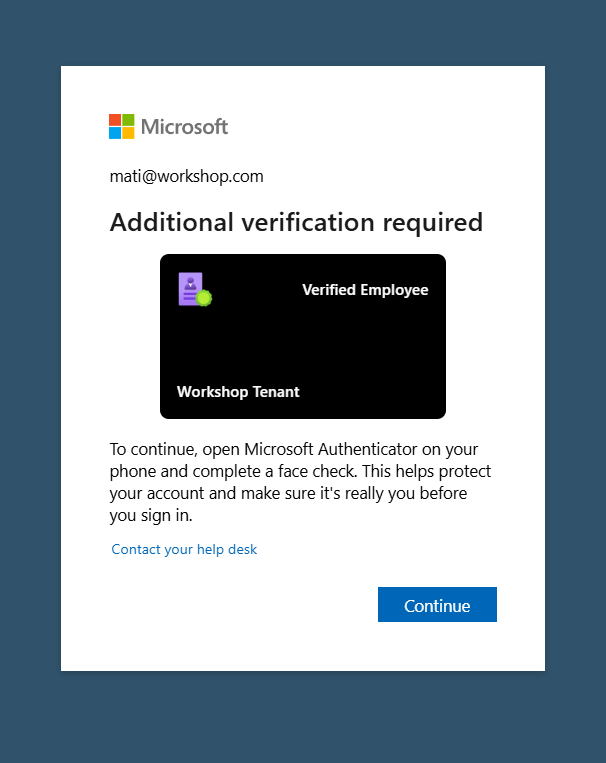 Microsoft
mati@workshop.com
Additional verification required
Verified Employee
Workshop Tenant
To continue, open Microsoft Authenticator on your
phone and complete a face check. This helps protect
your account and make sure it's really you before
you sign in.
Contact your help desk
Continue